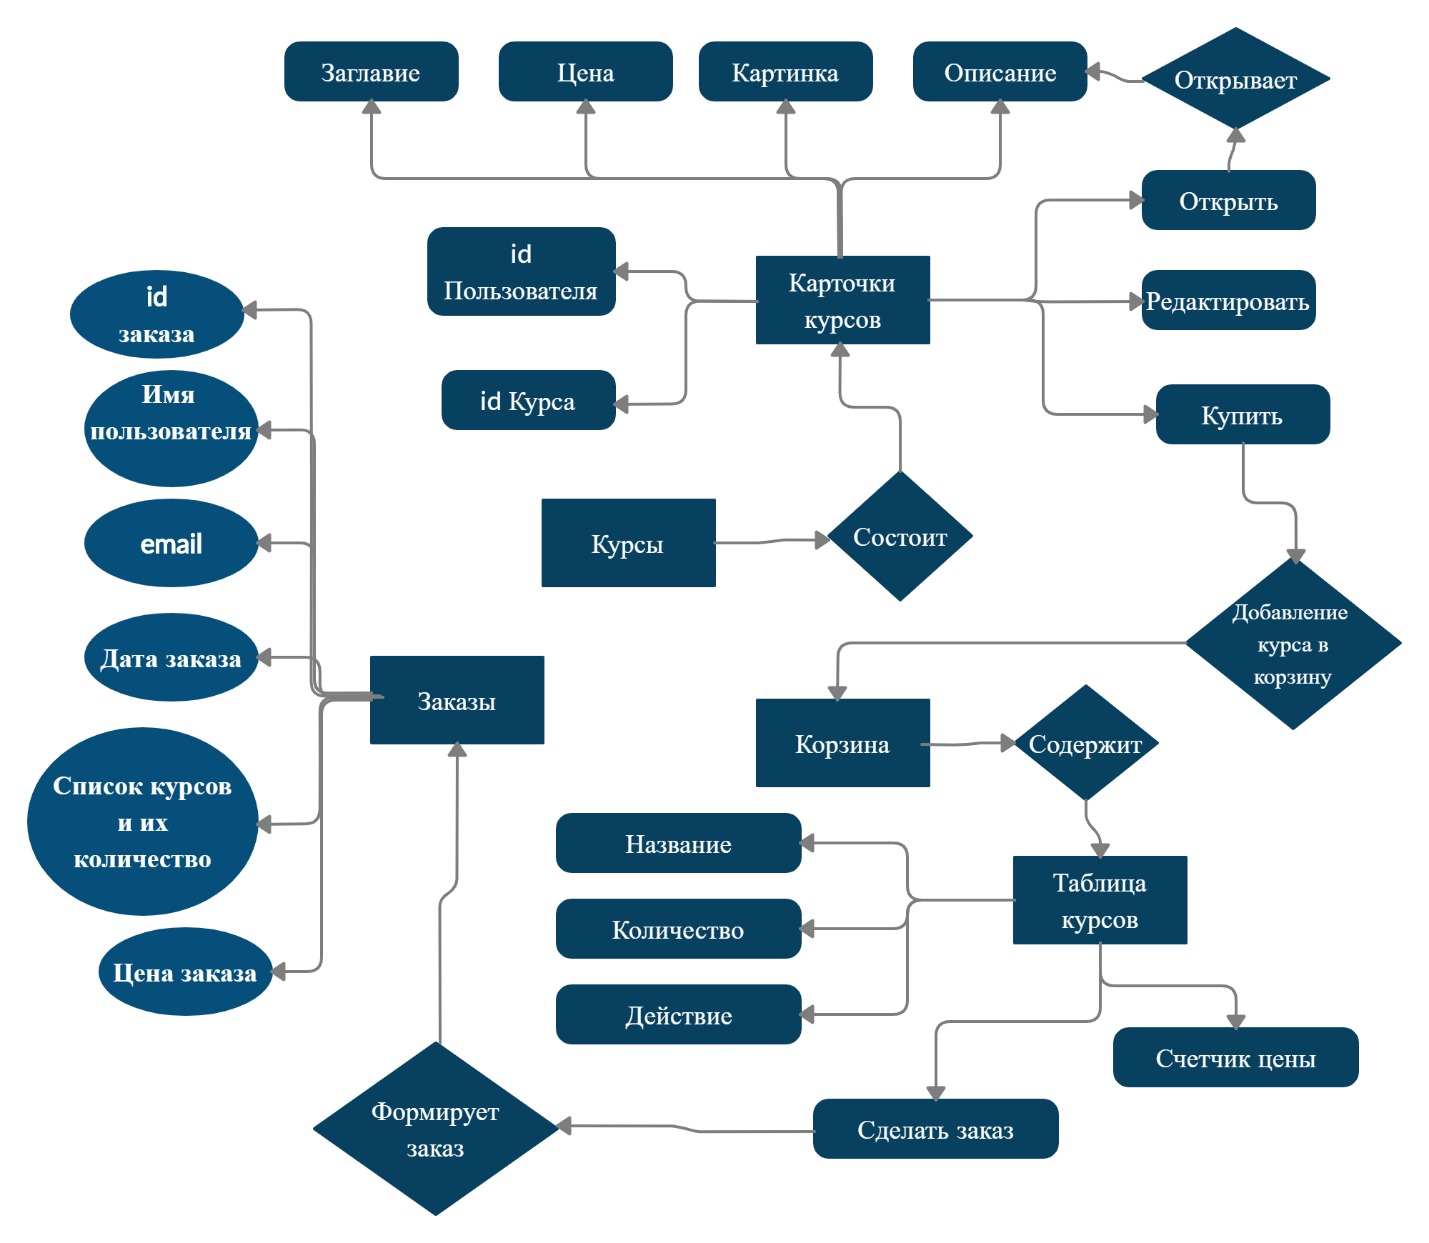 Заглавие
Цена
Картинка
Описание
Открывает
Открыть
id
Пользователя
Карточки
курсов
Редактировать
id
заказа
id Курса
Купить
Имя
пользователя
email
Курсы
Состоит
Добавление
курса в
корзину
Дата заказа
Заказы
Корзина
Содержит
Список курсов
и их
количество
Название
Количество
Действие
Таблица
курсов
Цена заказа
Счетчик цены
Формирует
заказ
Сделать заказ